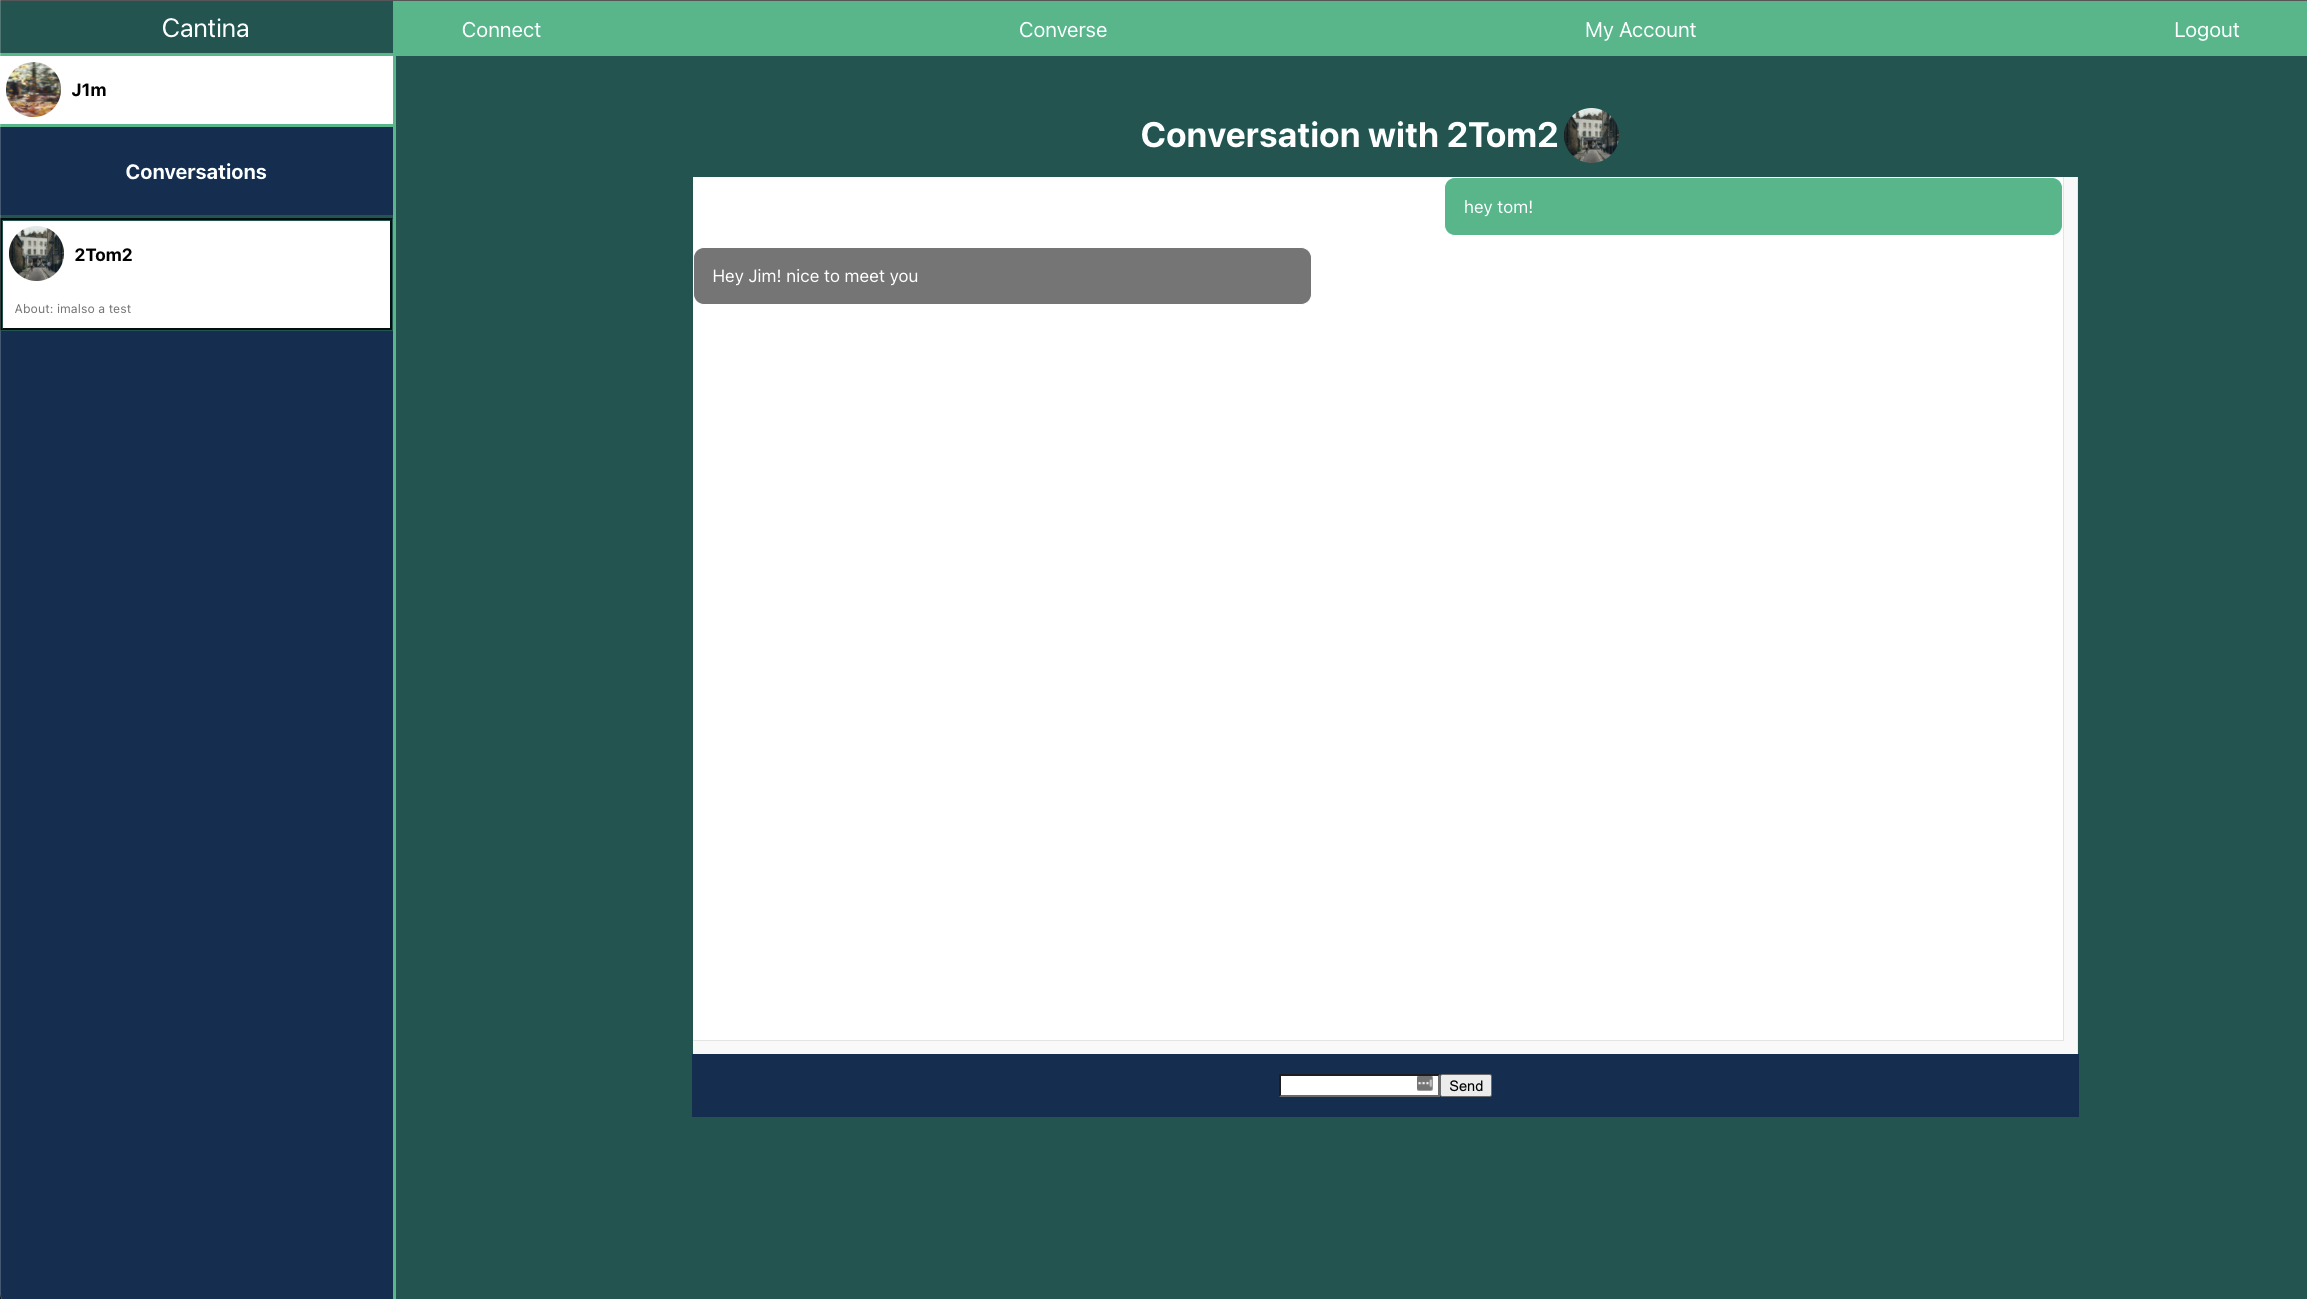 Cantina
Connect
Converse
My Account
Logout
J1m
Conversations
2Tom2
About: imalso a test
Conversation with 2Tom2
hey tom!
Hey Jim! nice to meet you
Send